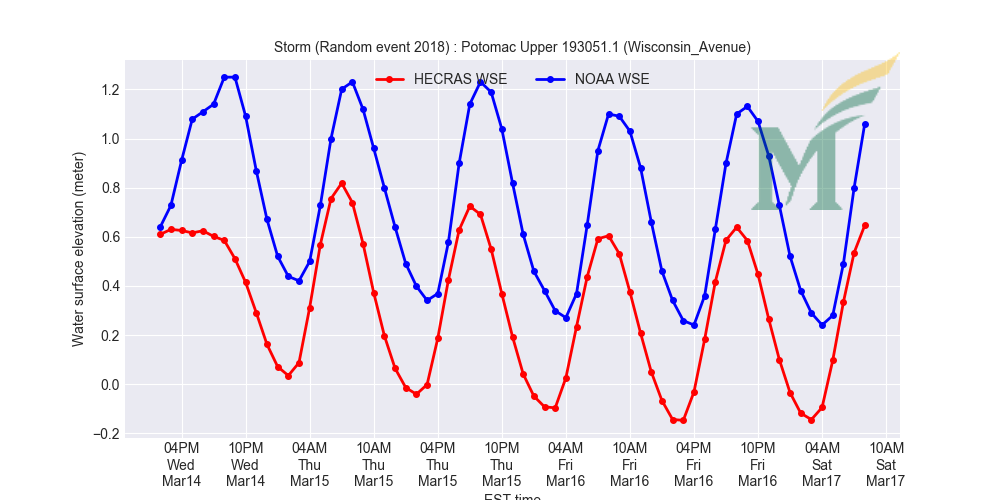 Storm (Random event 2018) : Potomac Upper 193051.1 (Wisconsin_Avenue)
HECRAS WSE NOAA WSE
Water surface elevation (meter)
1.2
1.0
0.8
0.6
0.4
0.2
0.0
−0.2
04PM 10PM 04AM 10AM 04PM 10PM 04AM 10AM 04PM 10PM 04AM 10AM
Wed Wed Thu Thu Thu Thu Fri Fri Fri Fri Sat Sat
Mar14 Mar14 Mar15 Mar15 Mar15 Mar15 Mar16 Mar16 Mar16 Mar16 Mar17 Mar17
EST time
M